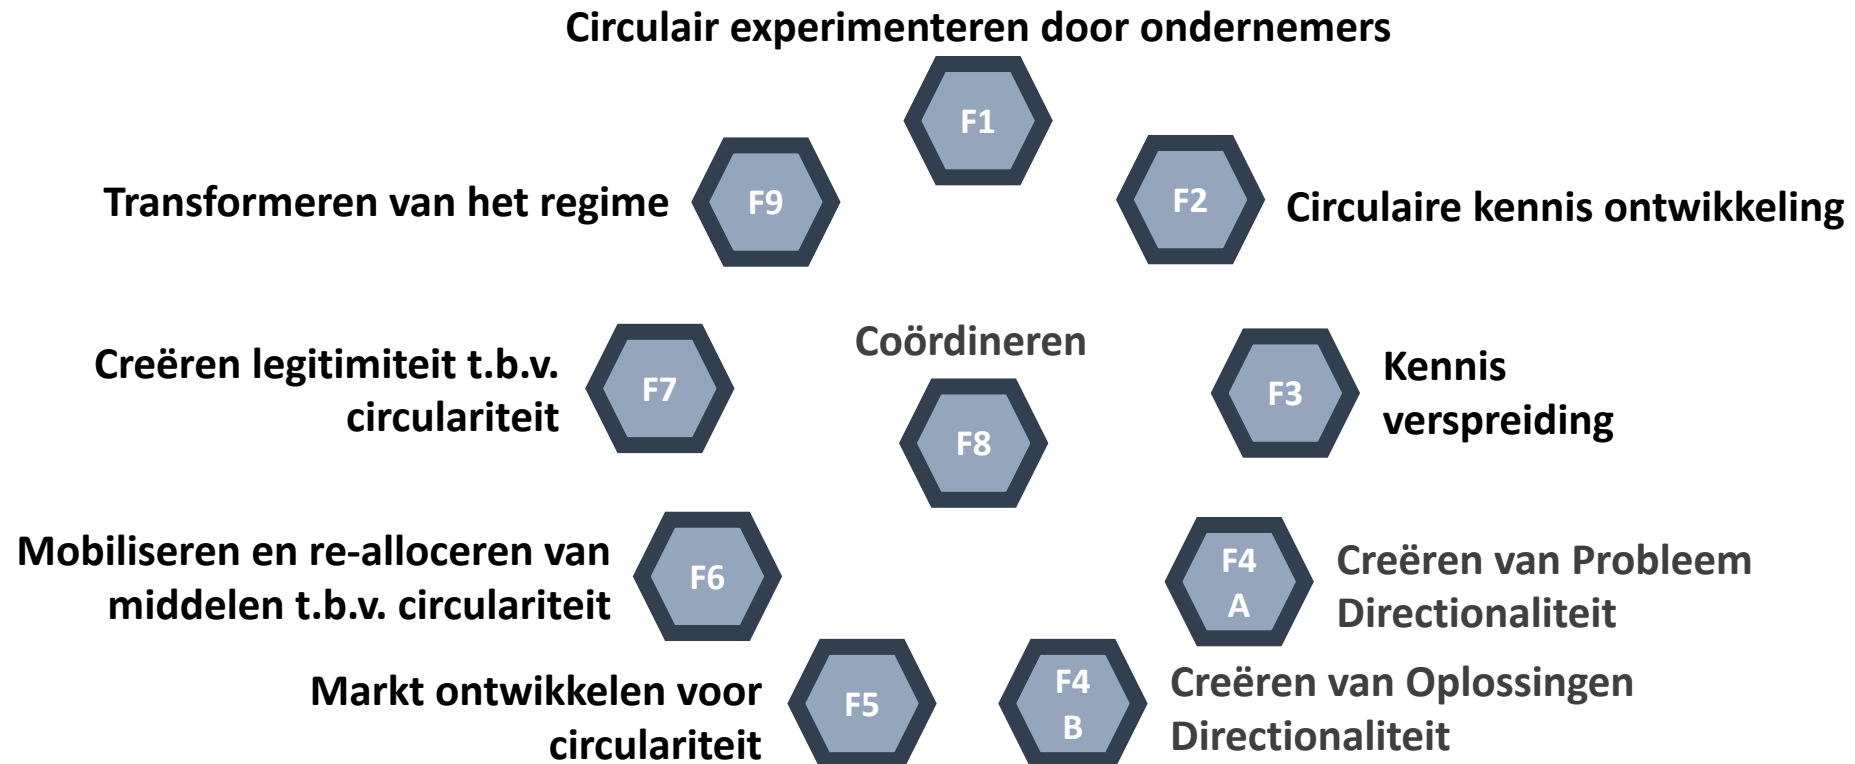 Circulair experimenteren door ondernemers
F1
F2
Circulaire kennis ontwikkeling
F3
Kennis
verspreiding
F4
A
Creëren van Probleem
Directionaliteit
F4
B
Creëren van Oplossingen
Directionaliteit
F5
Markt ontwikkelen voor
circulariteit
F6
Mobiliseren en re-alloceren van
middelen t.b.v. circulariteit
F7
Creëren legitimiteit t.b.v.
circulariteit
Coördineren
F8
F9
Transformeren van het regime